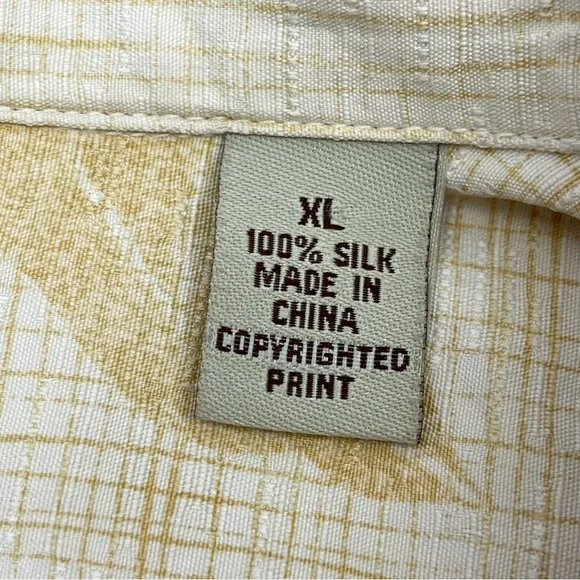 XL
100% SILK
MADE IN
CHINA
COPYRIGHTED
PRINT